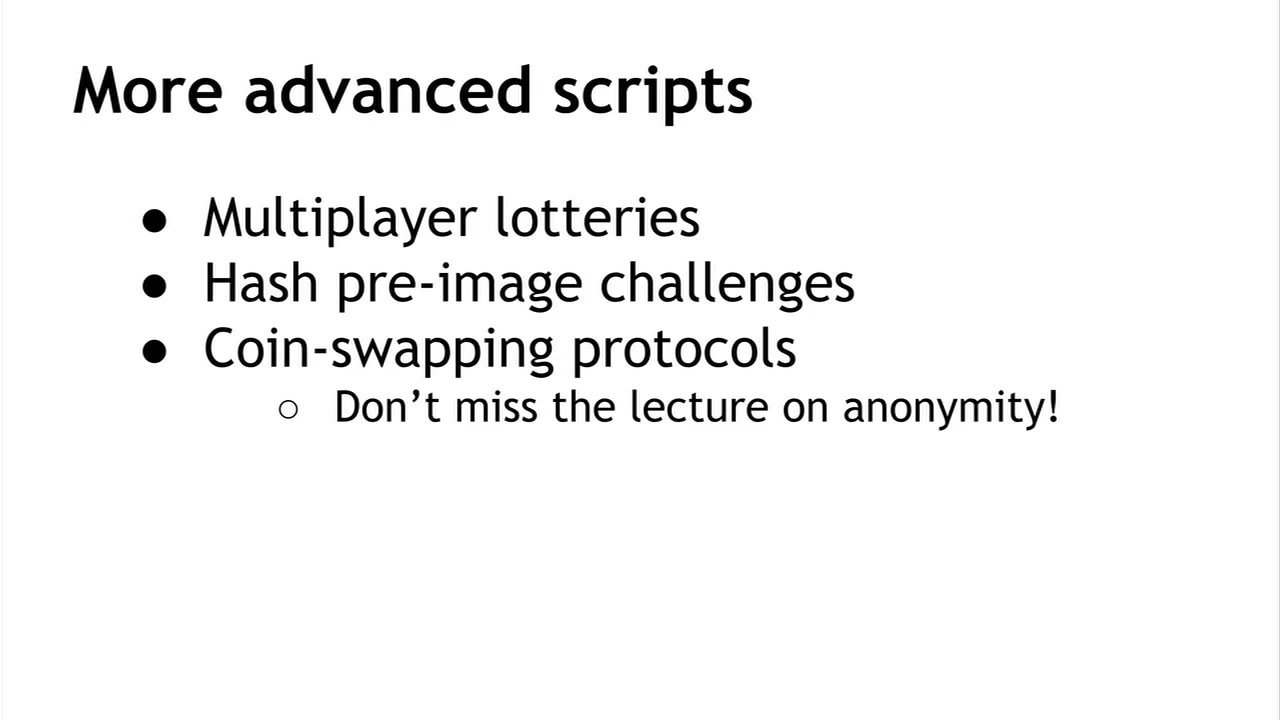 More advanced scripts
● Multiplayer lotteries
● Hash pre-image challenges
● Coin-swapping protocols
○ Don’t miss the lecture on anonymity!